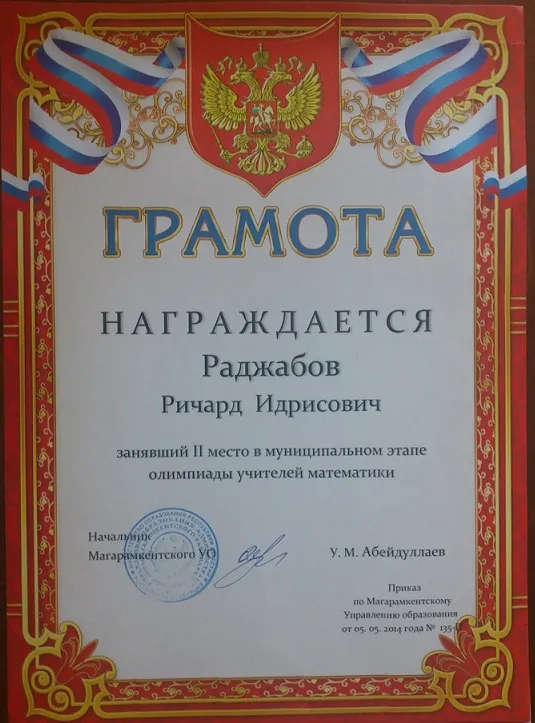 ГРАМОТА
НАГРАЖДАЕТСЯ
Раджабов
Ричард Идрисович
занявший II место в муниципальном этапе
олимпиады учителей математики
Начальник
Магарамкентского УО
У. М. Абейдуллаев
Приказ
по Магарамкентскому
Управлению образования
от 05. 05. 2014 года № 135-